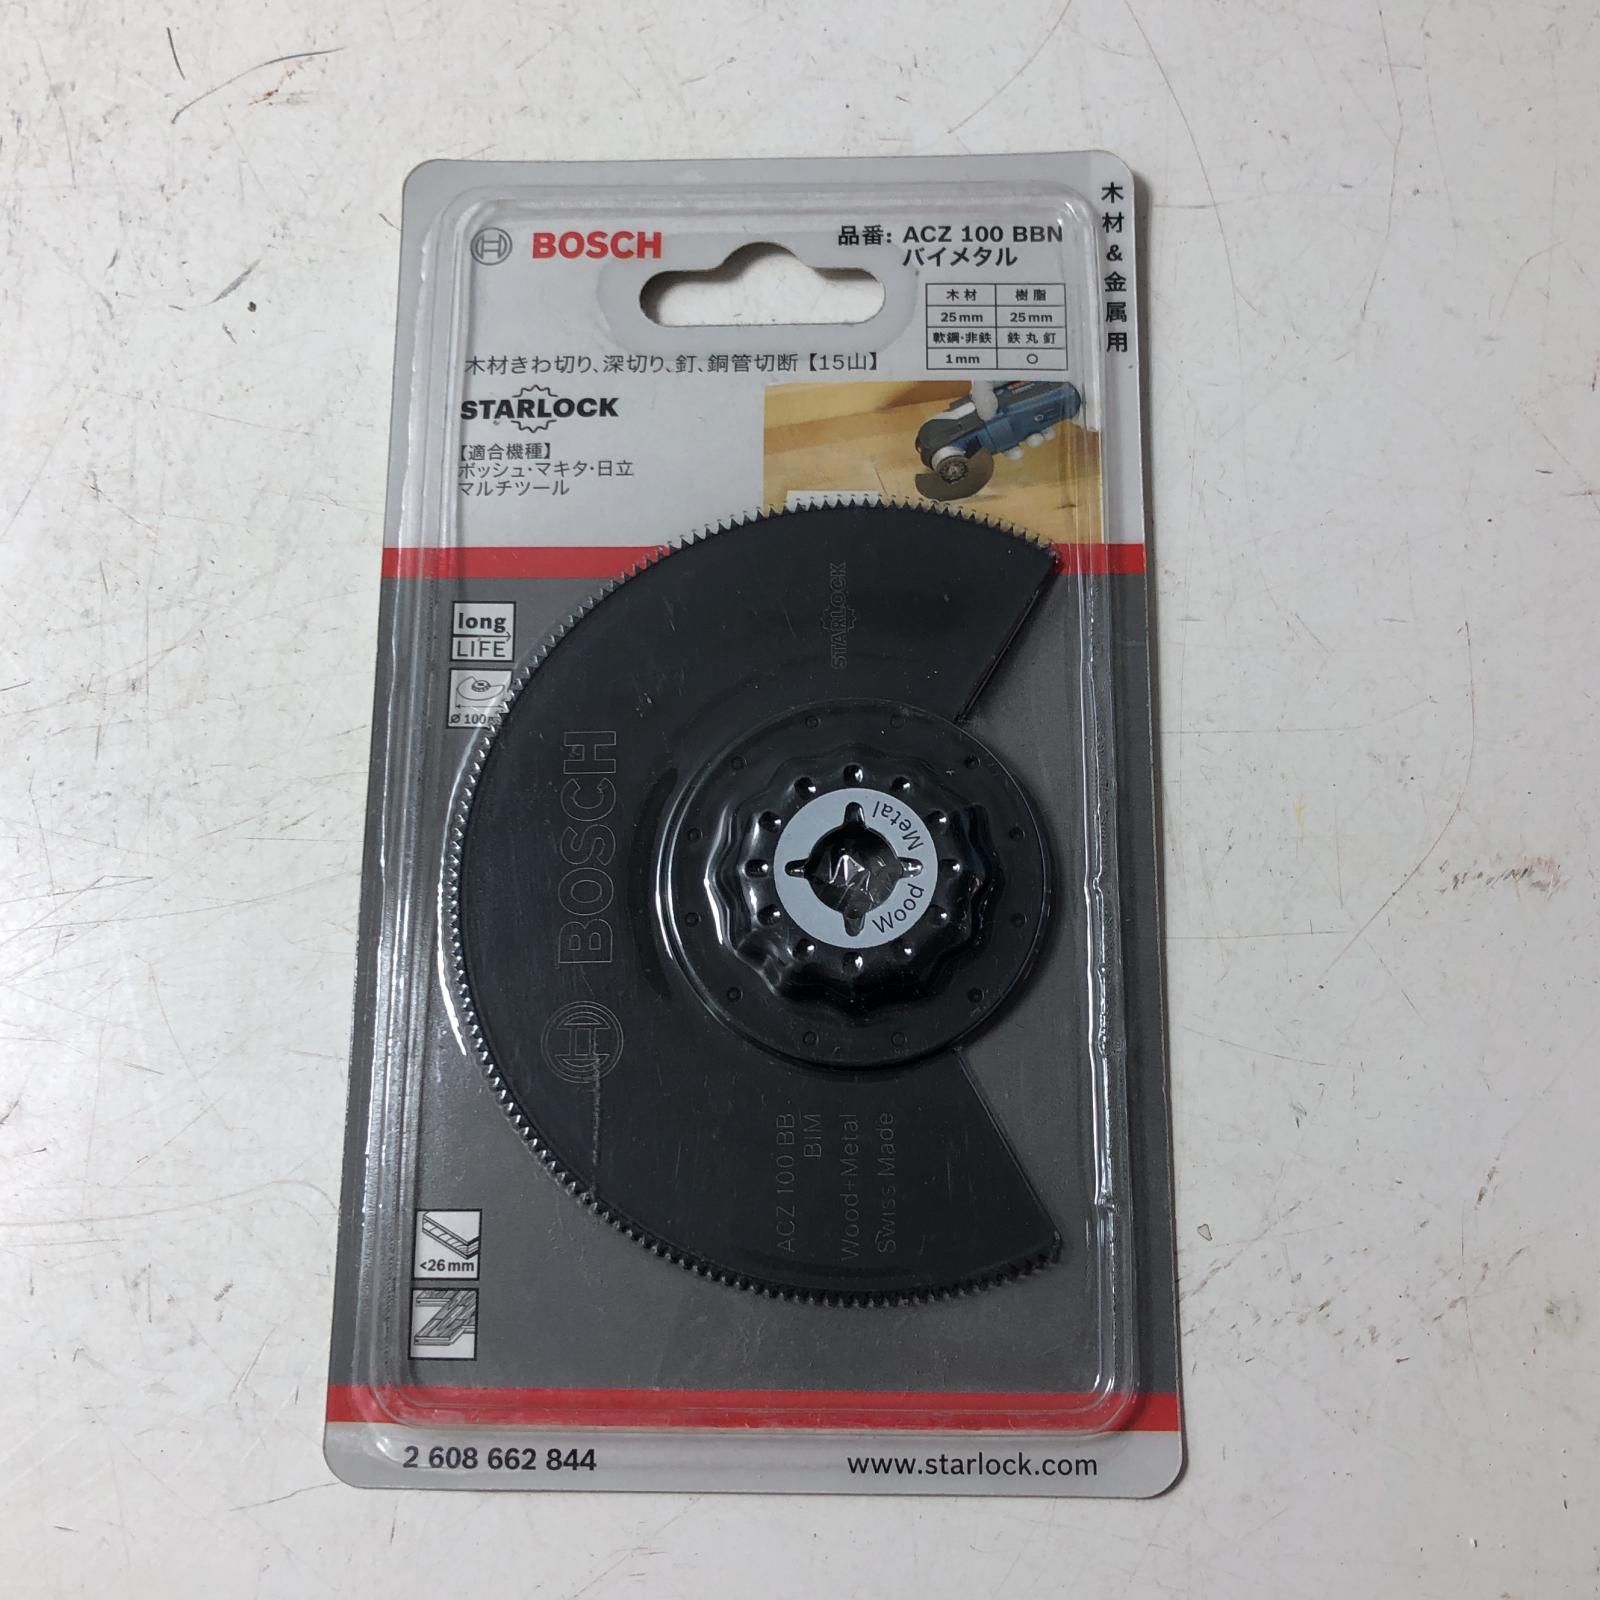 BOSCH
品番: ACZ 100 BBN
バイメタル
木材 樹脂
25mm 25mm
軟鋼・非鉄 鉄丸釘
1mm ○
木材&金属用
木材きわ切り、深切り、釘、銅管切断【15山】
STARLOCK
【適合機種】
ボッシュ・マキタ・日立
マルチツール
long
LIFE
Ø 100
STARLOCK
BOSCH
Metal
Wood
ACZ 100 BB
BIM
Wood+Metal
Swiss Made
<26mm
2 608 662 844
www.starlock.com